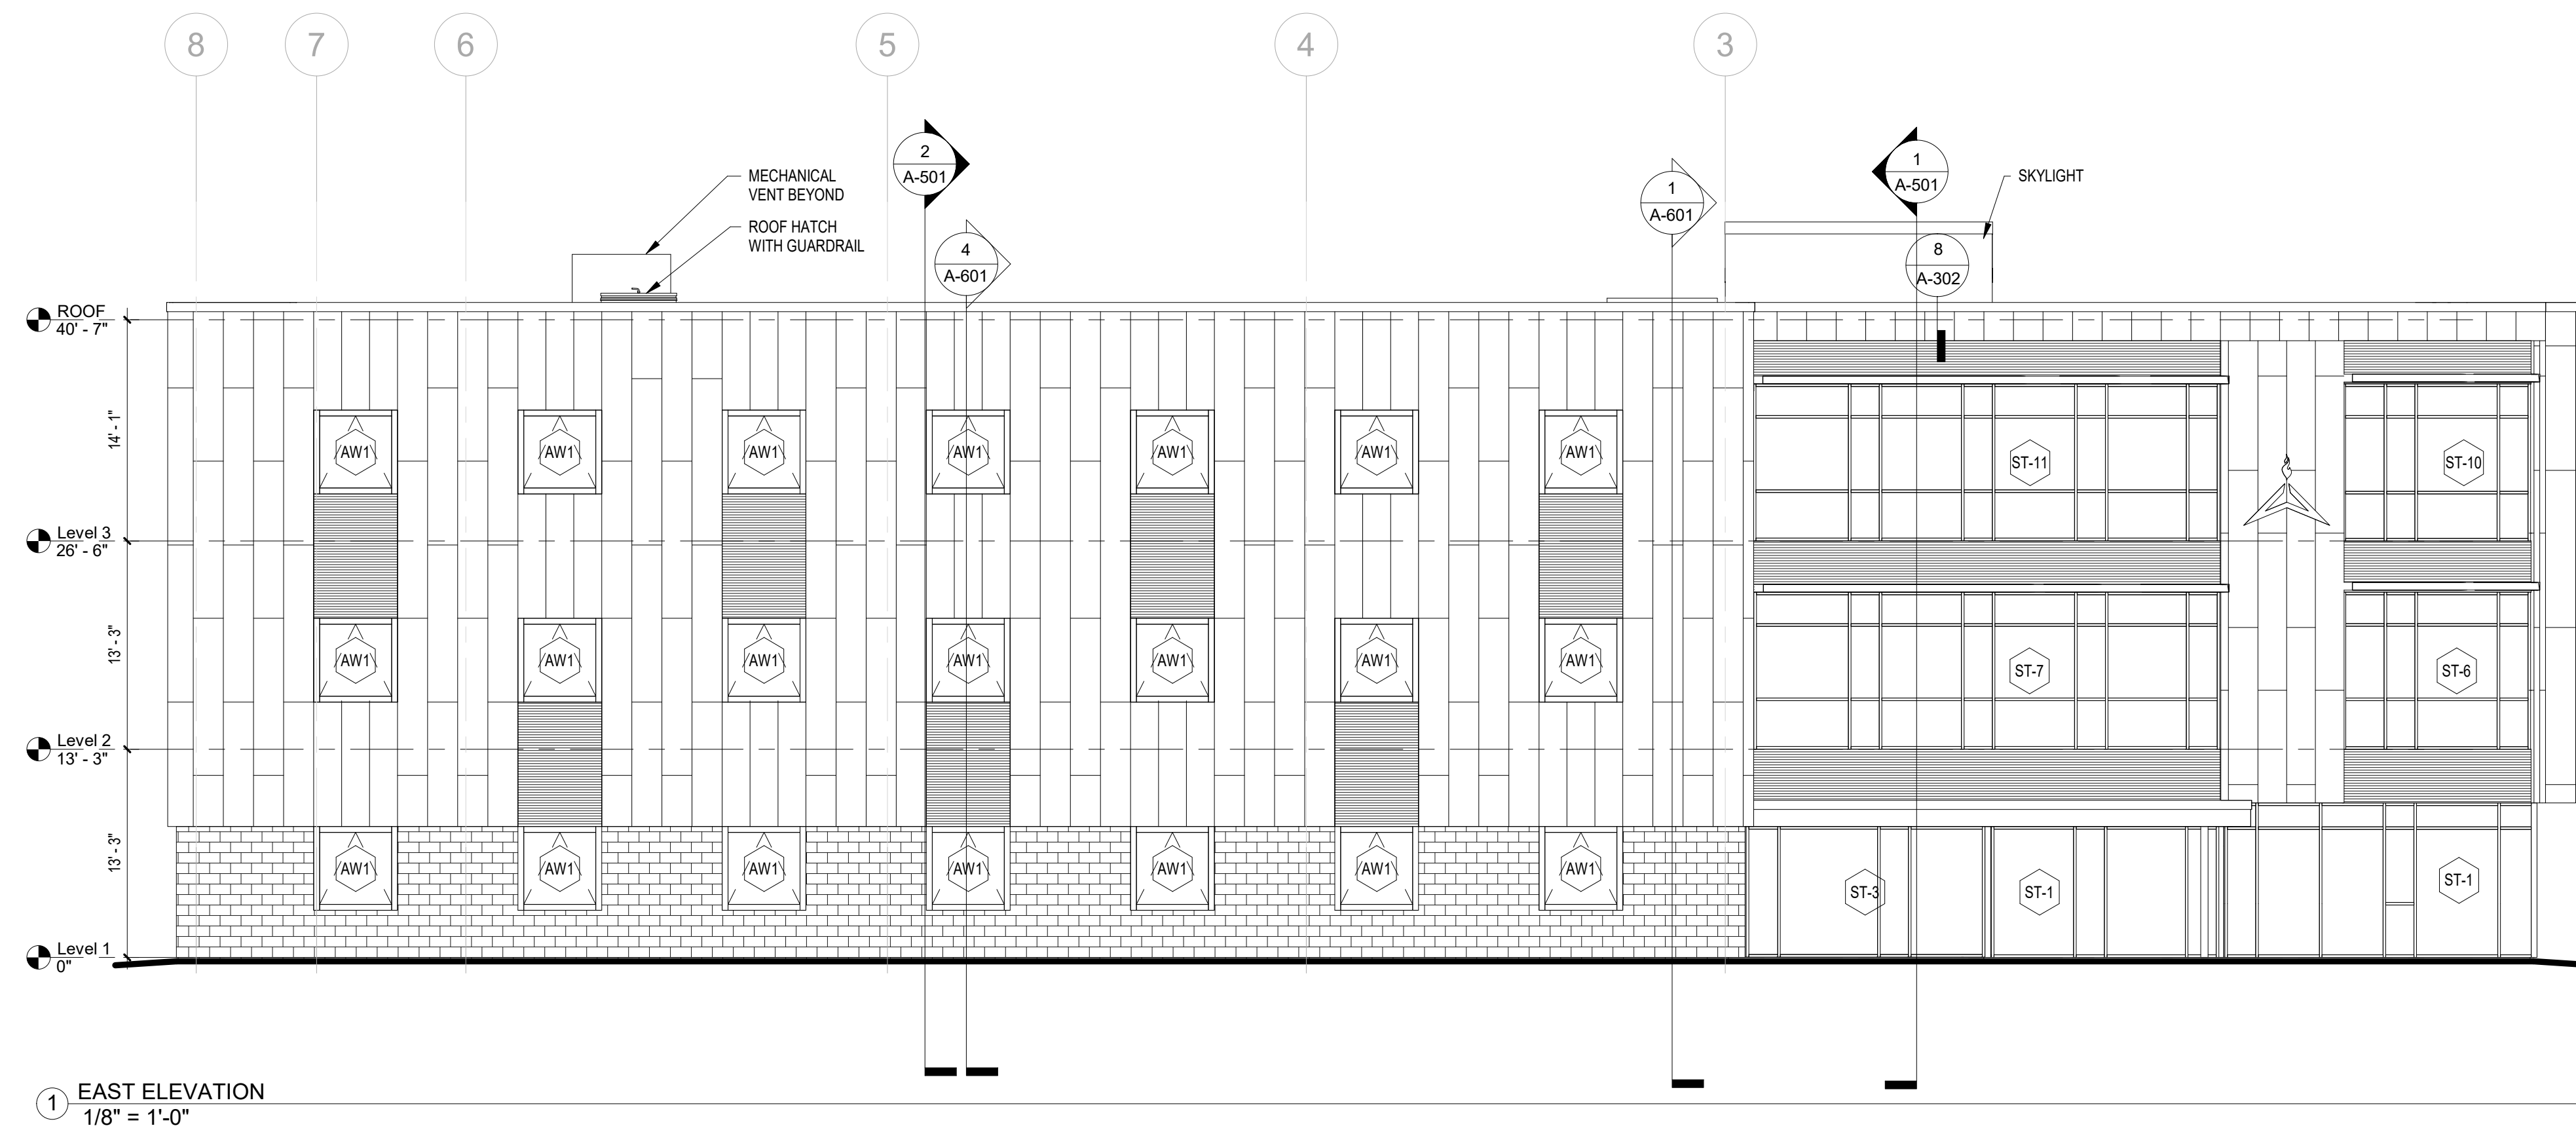 8
7
6
5
4
3
2
A-501
1
A-501
1
A-601
4
A-601
8
A-302
MECHANICAL
VENT BEYOND
ROOF HATCH
WITH GUARDRAIL
SKYLIGHT
ROOF
40' - 7"
14' - 1"
AW1
AW1
AW1
AW1
AW1
AW1
AW1
ST-11
ST-10
Level 3
26' - 6"
13' - 3"
AW1
AW1
AW1
AW1
AW1
AW1
AW1
ST-7
ST-6
Level 2
13' - 3"
13' - 3"
AW1
AW1
AW1
AW1
AW1
AW1
AW1
ST-3
ST-1
ST-1
Level 1
0"
1
EAST ELEVATION
1/8" = 1'-0"